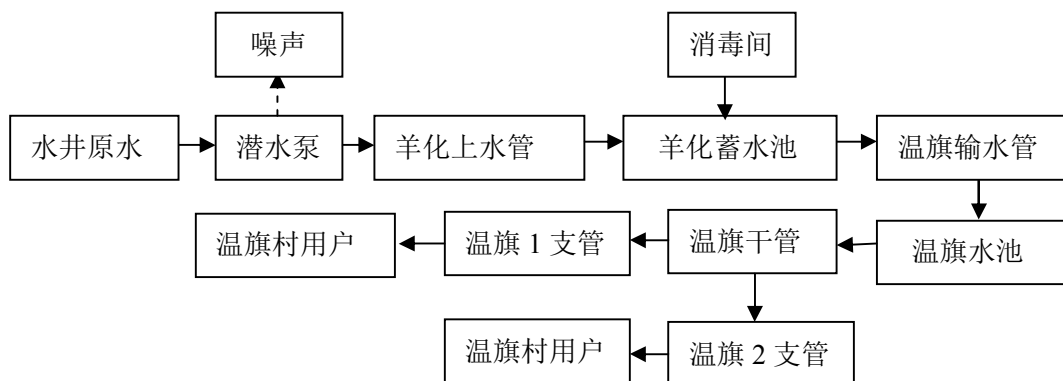 噪声
消毒间
水井原水
潜水泵
羊化上水管
羊化蓄水池
温旗输水管
温旗村用户
温旗 1 支管
温旗干管
温旗水池
温旗村用户
温旗 2 支管